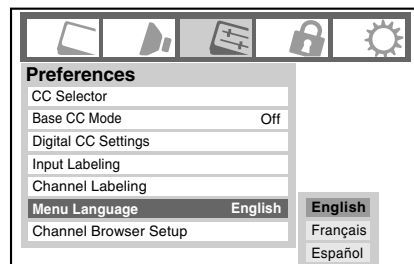 Preferences
CC Selector
Base CC Mode Off
Digital CC Settings
Input Labeling
Channel Labeling
Menu Language English
Channel Browser Setup
English
Français
Español